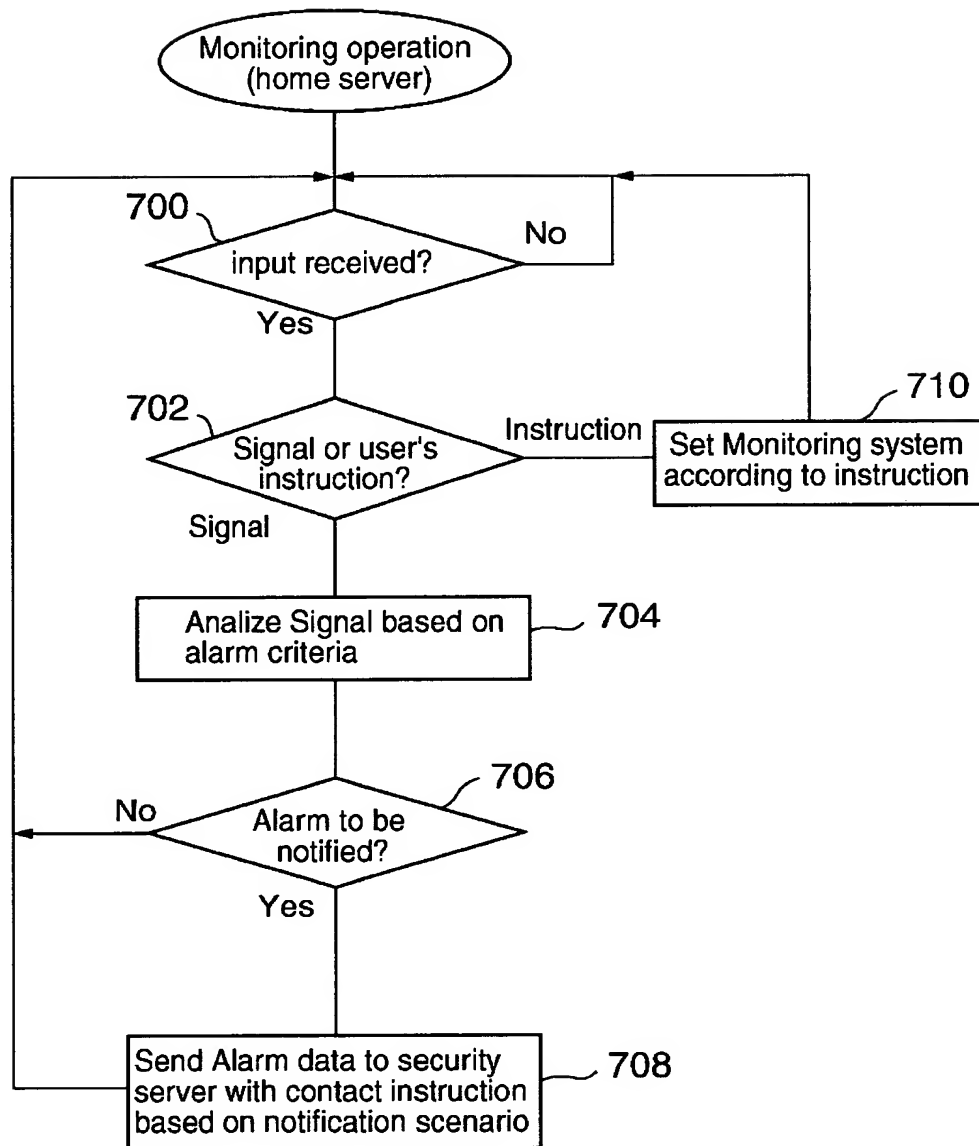 Monitoring operation
(home server)
700
input received?
No
Yes
702
Signal or user's
instruction?
Instruction
710
Set Monitoring system
according to instruction
Signal
Analize Signal based on
alarm criteria
704
706
No
Alarm to be
notified?
Yes
Send Alarm data to security
server with contact instruction
based on notification scenario
708